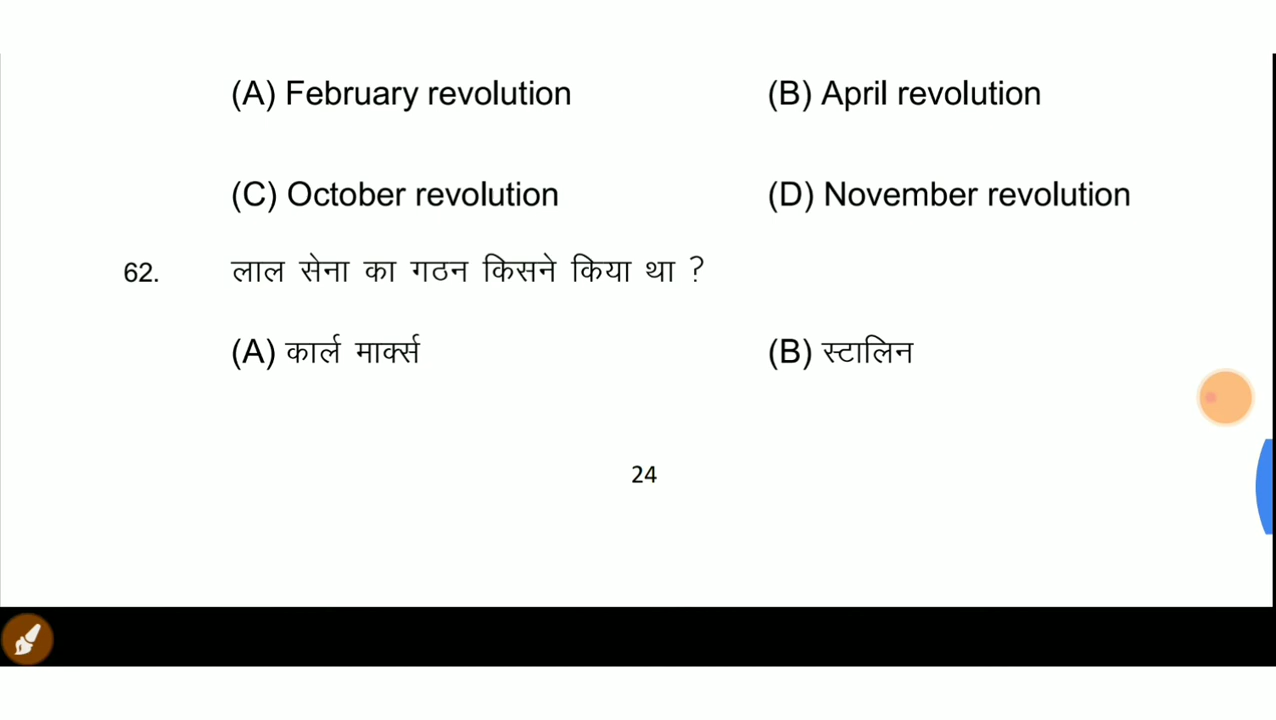 (A) February revolution (B) April revolution
(C) October revolution (D) November revolution
62. लाल सेना का गठन किसने किया था ?
(A) कार्ल मार्क्स (B) स्टालिन
24